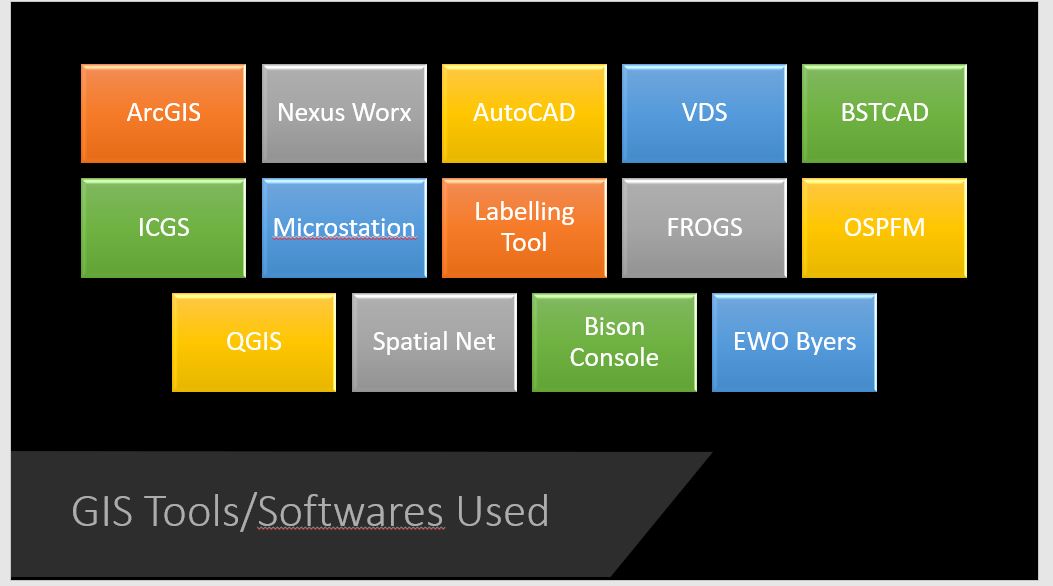 ArcGIS
Nexus Worx
AutoCAD
VDS
BSTCAD
ICGS
Microstation
Labelling
Tool
FROGS
OSPFM
QGIS
Spatial Net
Bison
Console
EWO Byers
GIS Tools/Softwares Used